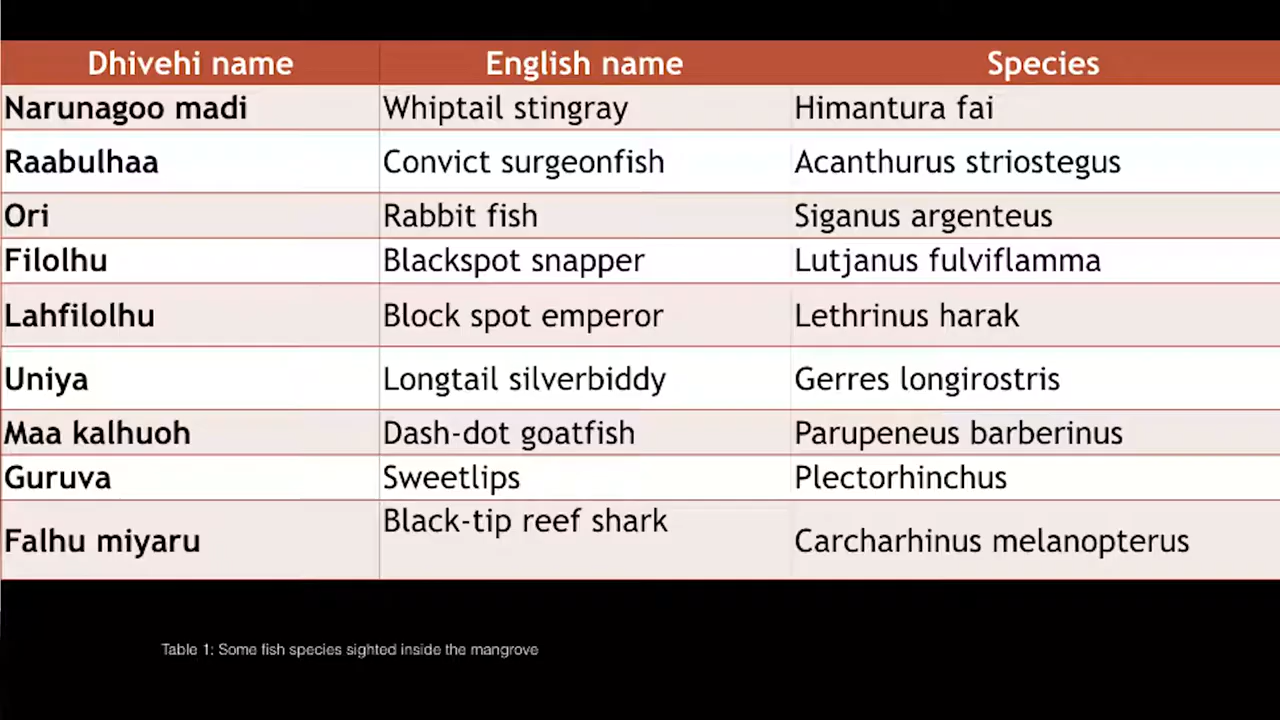 Dhivehi name English name Species
Narunagoo madi Whiptail stingray Himantura fai
Raabulhaa Convict surgeonfish Acanthurus striostegus
Ori Rabbit fish Siganus argenteus
Filolhu Blackspot snapper Lutjanus fulviflamma
Lahfilolhu Block spot emperor Lethrinus harak
Uniya Longtail silverbiddy Gerres longirostris
Maa kalhuoh Dash-dot goatfish Parupeneus barberinus
Guruva Sweetlips Plectorhinchus
Falhu miyaru Black-tip reef shark Carcharhinus melanopterus
Table 1: Some fish species sighted inside the mangrove